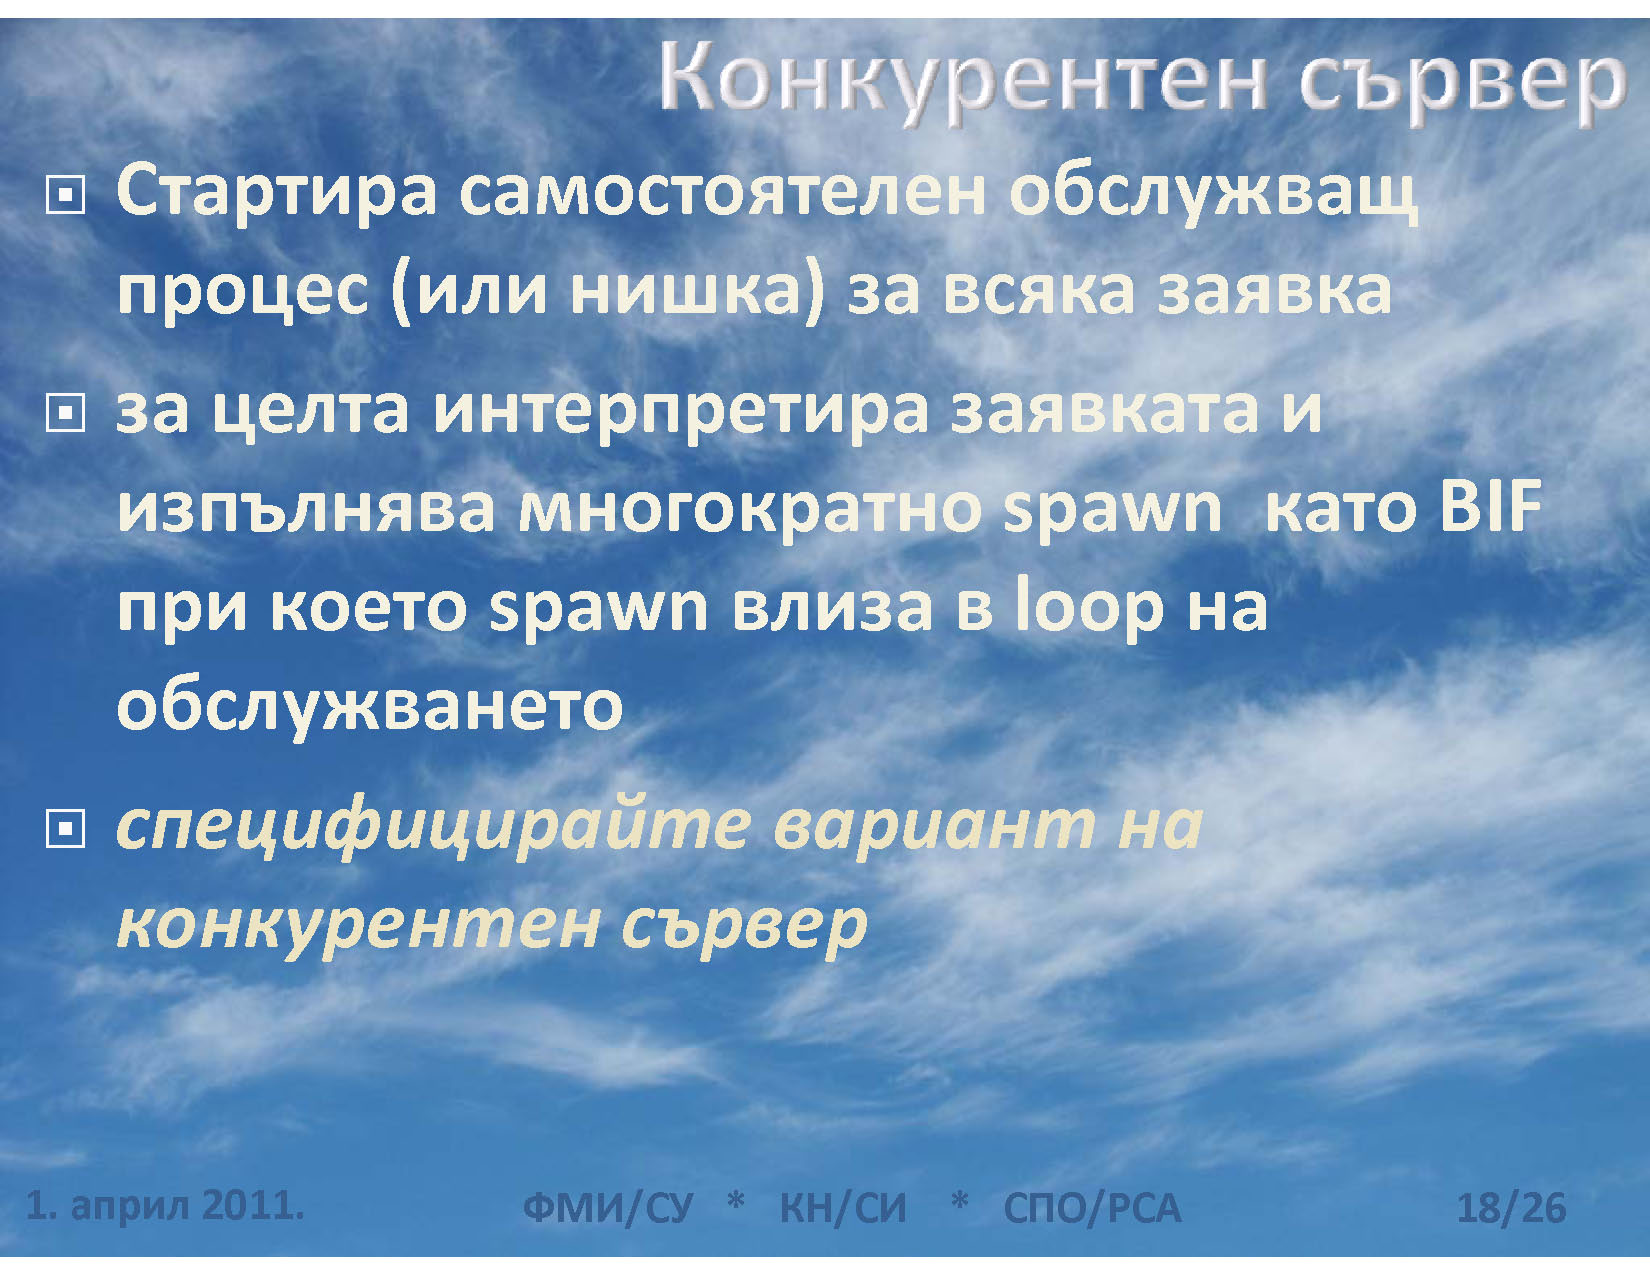 Конкурентен сървер
Стартира самостоятелен обслужващ
процес (или нишка) за всяка заявка
за целта интерпретира заявката и
изпълнява многократно spawn като BIF
при което spawn влиза в loop на
обслужването
специфицирайте вариант на
конкурентен сървер
1. април 2011. ФМИ/СУ * КН/СИ * СПО/РСА 18/26